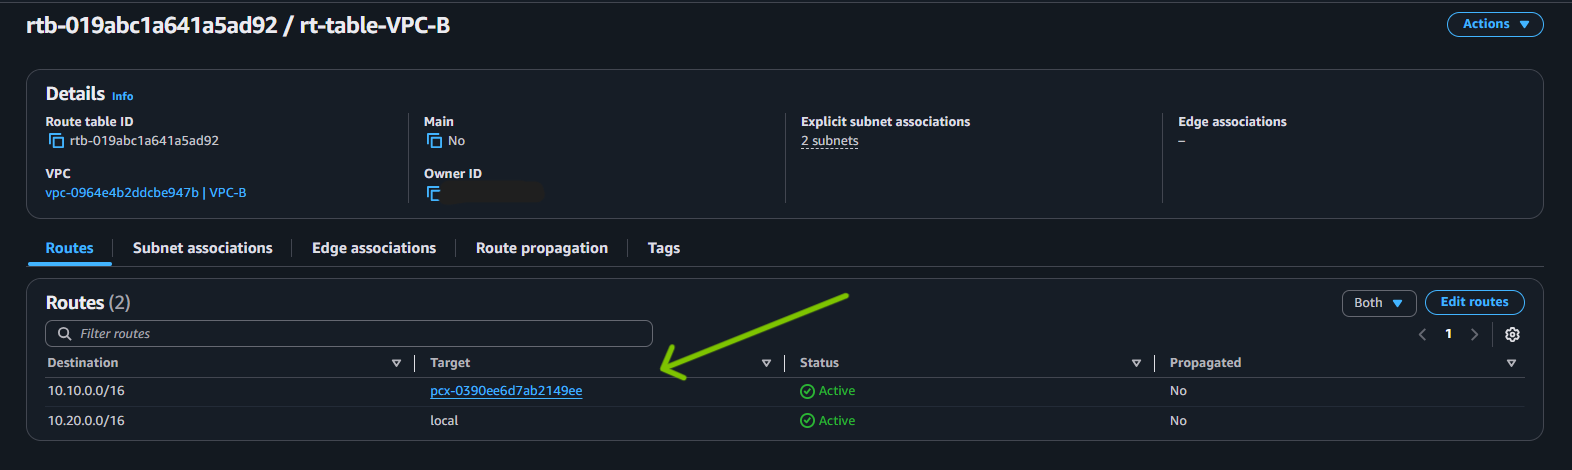 rtb-019abc1a641a5ad92 / rt-table-VPC-B
Actions
Details Info
Route table ID
rtb-019abc1a641a5ad92
Main
No
Explicit subnet associations
2 subnets
Edge associations
–
VPC
vpc-0964e4b2ddcbe947b | VPC-B
Owner ID
Routes Subnet associations Edge associations Route propagation Tags
Routes (2)
Both
Edit routes
Filter routes
1
Destination Target Status Propagated
10.10.0.0/16 pcx-0390ee6d7ab2149ee Active No
10.20.0.0/16 local Active No